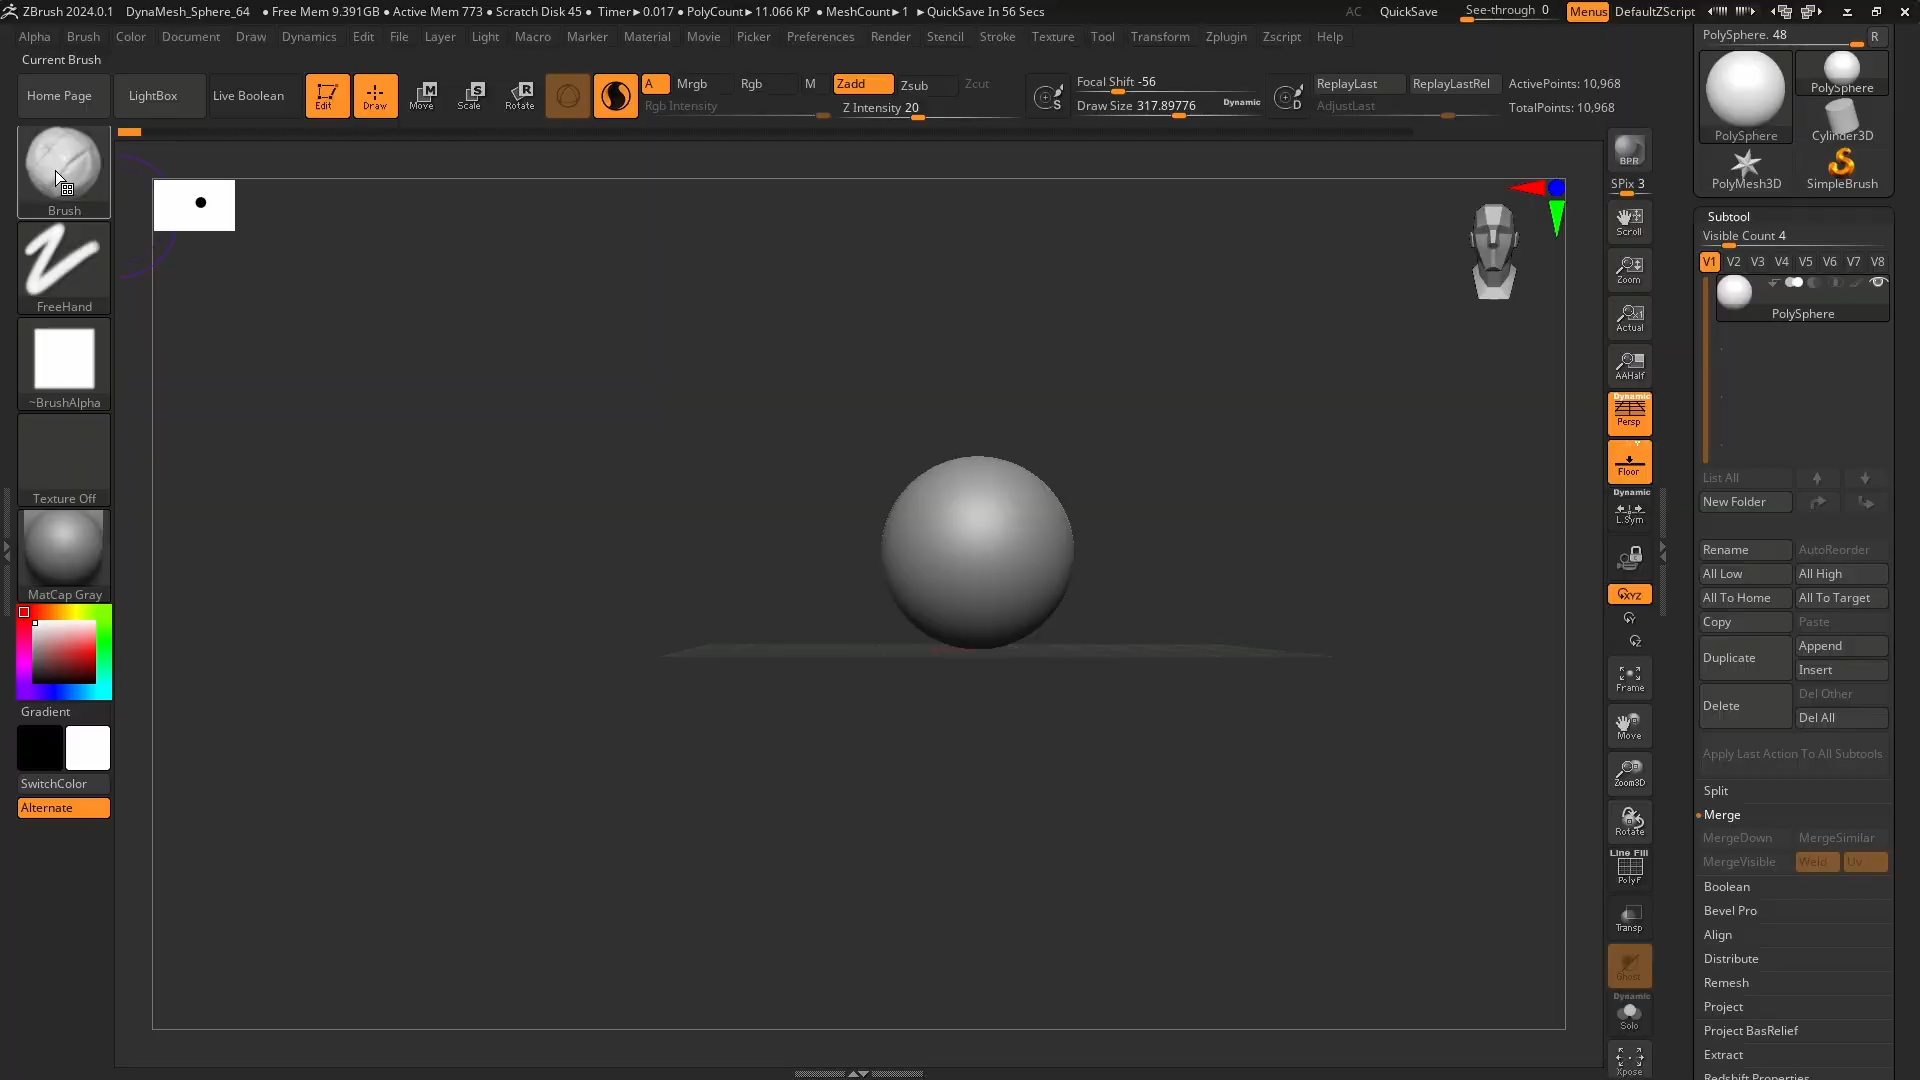 ZBrush 2024.0.1 DynaMesh_Sphere_64 ● Free Mem 9.391GB ● Active Mem 773 ● Scratch Disk 45 ● Timer►0.017 ● PolyCount►11.066 KP ● MeshCount►1 ►QuickSave In 56 Secs AC QuickSave See-through 0 Menus DefaultZScript
Alpha Brush Color Document Draw Dynamics Edit File Layer Light Macro Marker Material Movie Picker Preferences Render Stencil Stroke Texture Tool Transform Zplugin Zscript Help
Current Brush
Home Page LightBox Live Boolean Edit Draw Move Scale Rotate
M S R
A Mrgb Rgb M Zadd Zsub Zcut
Rgb Intensity Z Intensity 20
S Focal Shift -56
Draw Size 317.89776 Dynamic
D ReplayLast ReplayLastRel
AdjustLast
ActivePoints: 10,968
TotalPoints: 10,968
Brush
FreeHand
~BrushAlpha
Texture Off
MatCap Gray
Gradient
SwitchColor
Alternate
BPR
SPix 3
Scroll
Zoom
Actual
AAHalf
Dynamic
Persp
Floor
Dynamic
L.Sym
XYZ
Y
Z
Frame
Move
Zoom3D
Rotate
Line Fill
PolyF
Transp
Ghost
Dynamic
Solo
Xpose
PolySphere. 48 R
PolySphere PolySphere
Cylinder3D
PolyMesh3D SimpleBrush
Subtool
Visible Count 4
V1 V2 V3 V4 V5 V6 V7 V8
PolySphere
List All
New Folder
Rename AutoReorder
All Low All High
All To Home All To Target
Copy Paste
Duplicate Append
Insert
Delete Del Other
Del All
Apply Last Action To All Subtools
Split
Merge
MergeDown MergeSimilar
MergeVisible Weld Uv
Boolean
Bevel Pro
Align
Distribute
Remesh
Project
Project BasRelief
Extract
Redshift Properties